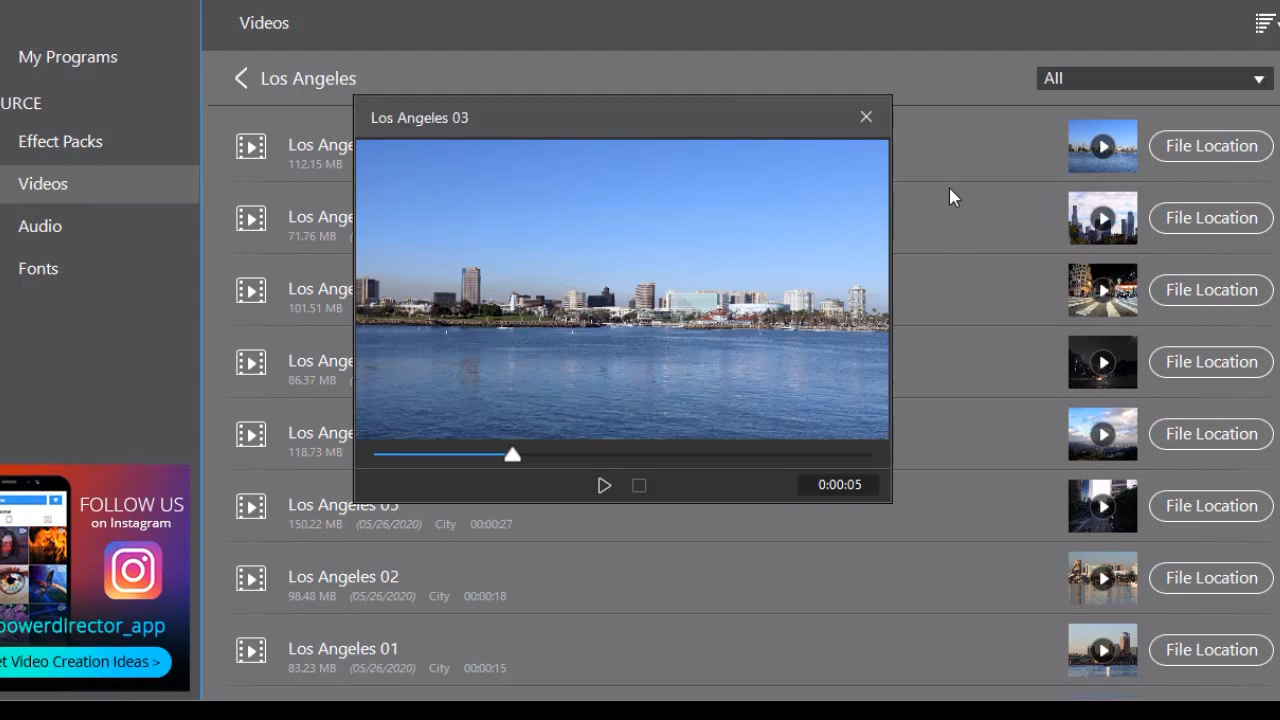 Videos
My Programs
URCE
Effect Packs
Videos
Audio
Fonts
Los Angeles
All
Los Angeles 03
Los Ange
112.15 MB
File Location
Los Ange
71.76 MB
File Location
Los Ange
101.51 MB
File Location
Los Ange
86.37 MB
File Location
Los Ange
118.73 MB
File Location
0:00:05
Los Angeles 05
150.22 MB (05/26/2020) City 00:00:27
File Location
Los Angeles 02
98.48 MB (05/26/2020) City 00:00:18
File Location
Los Angeles 01
83.23 MB (05/26/2020) City 00:00:15
File Location
FOLLOW US
on Instagram
powerdirector_app
et Video Creation Ideas >